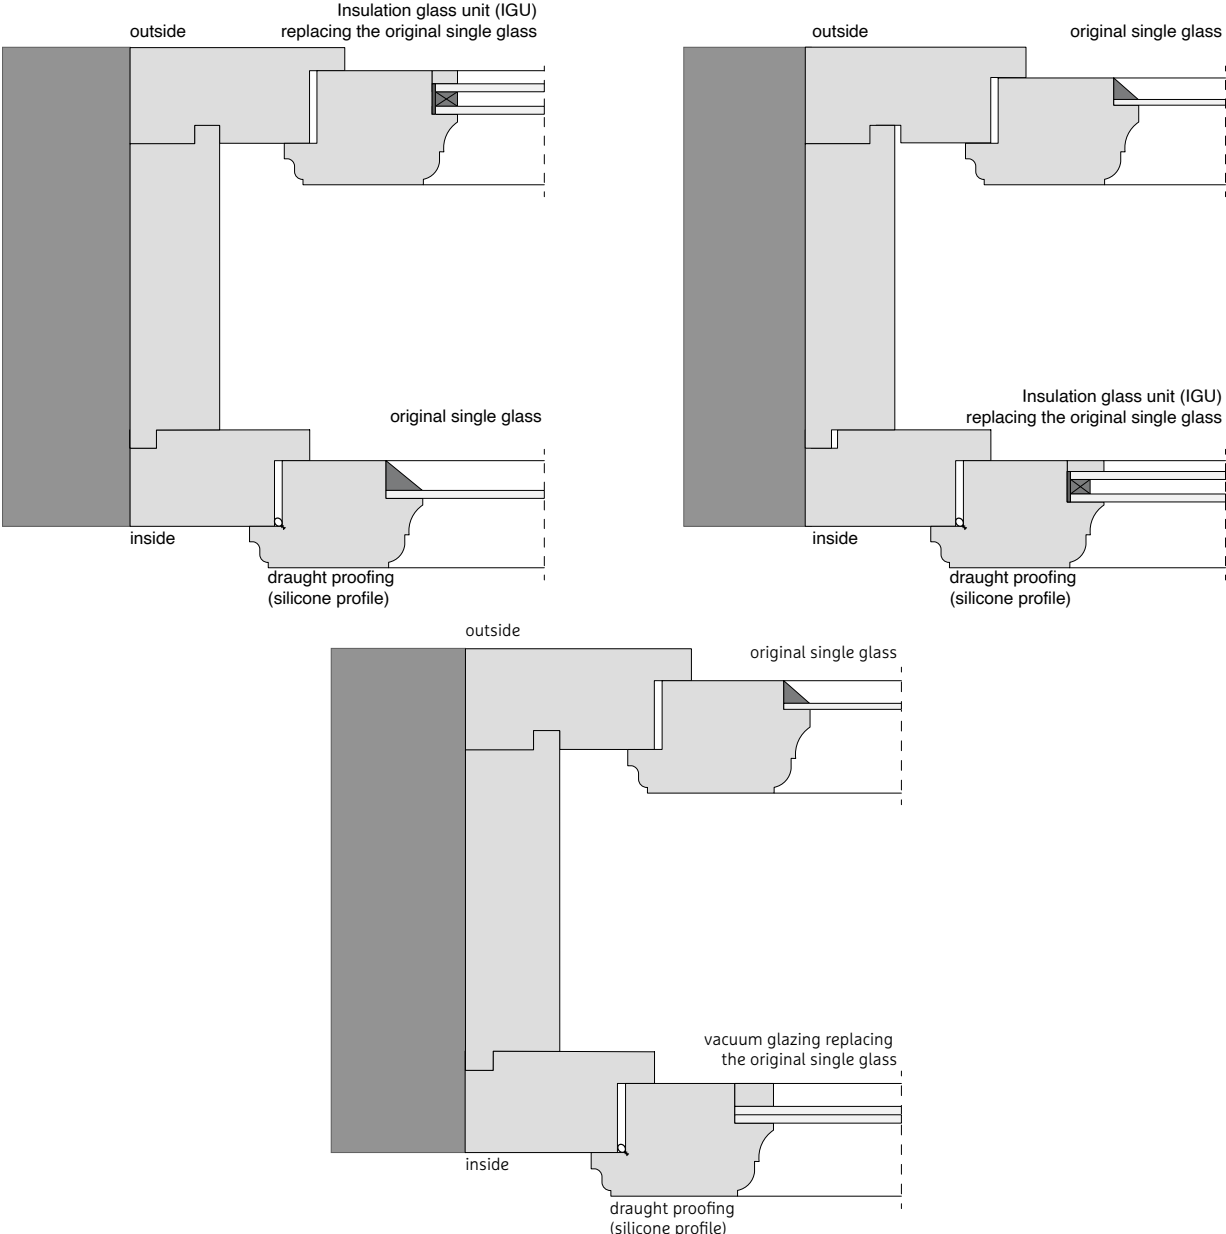 Insulation glass unit (IGU)
outside
replacing the original single glass
original single glass
inside
draught proofing
(silicone profile)
outside
original single glass
Insulation glass unit (IGU)
replacing the original single glass
inside
draught proofing
(silicone profile)
outside
original single glass
vacuum glazing replacing
the original single glass
inside
draught proofing
(silicone profile)